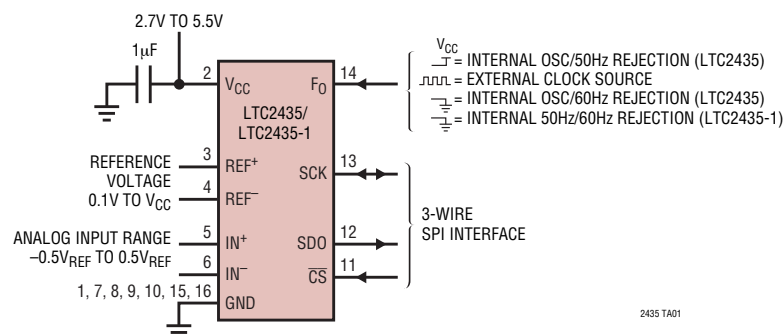 2.7V TO 5.5V
1µF
2
VCC
LTC2435/
LTC2435-1
FO
14
VCC
= INTERNAL OSC/50Hz REJECTION (LTC2435)
= EXTERNAL CLOCK SOURCE
= INTERNAL OSC/60Hz REJECTION (LTC2435)
= INTERNAL 50Hz/60Hz REJECTION (LTC2435-1)
REFERENCE
VOLTAGE
0.1V TO VCC
3
REF+
4
REF–
SCK
13
3-WIRE
SPI INTERFACE
ANALOG INPUT RANGE
–0.5VREF TO 0.5VREF
5
IN+
6
IN–
SDO
12
CS
11
1, 7, 8, 9, 10, 15, 16
GND
2435 TA01